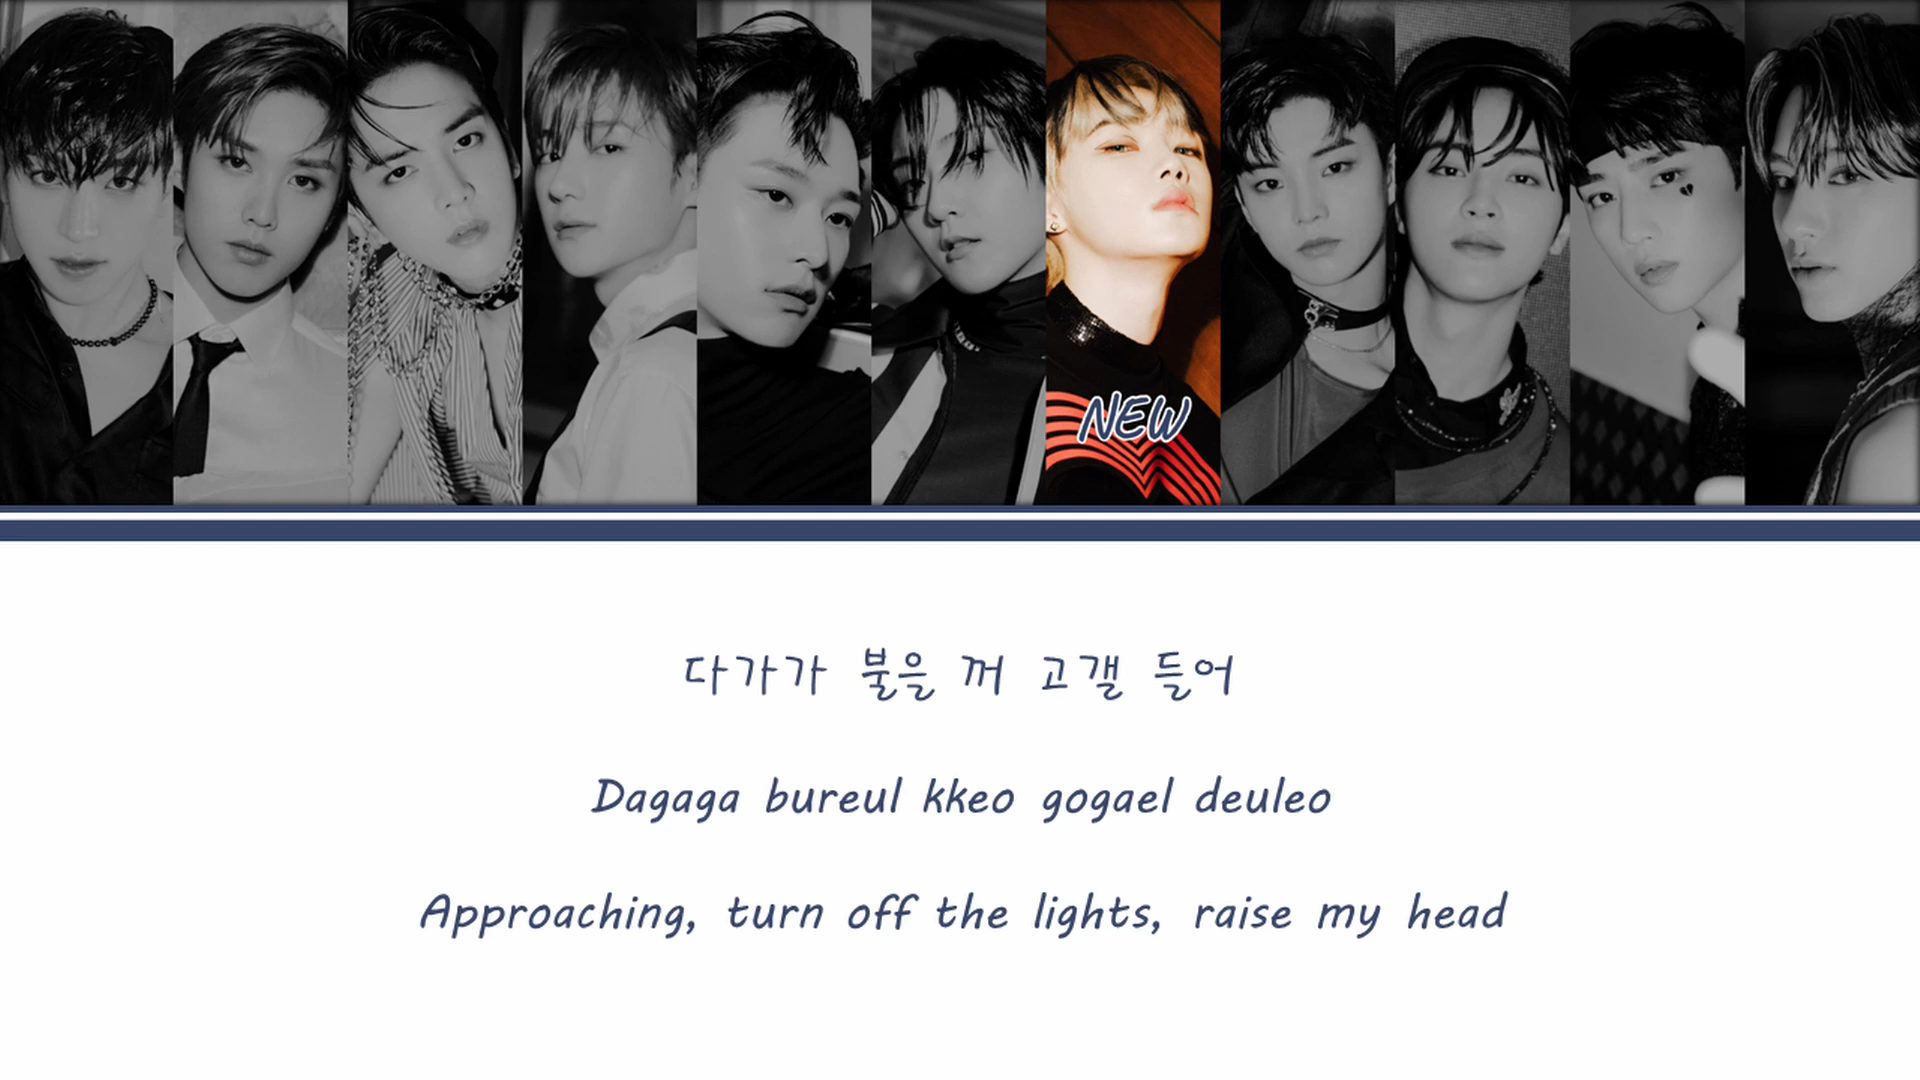 NEW
다가가 불을 꺼 고갤 들어
Dagaga bureul kkeo gogael deuleo
Approaching, turn off the lights, raise my head